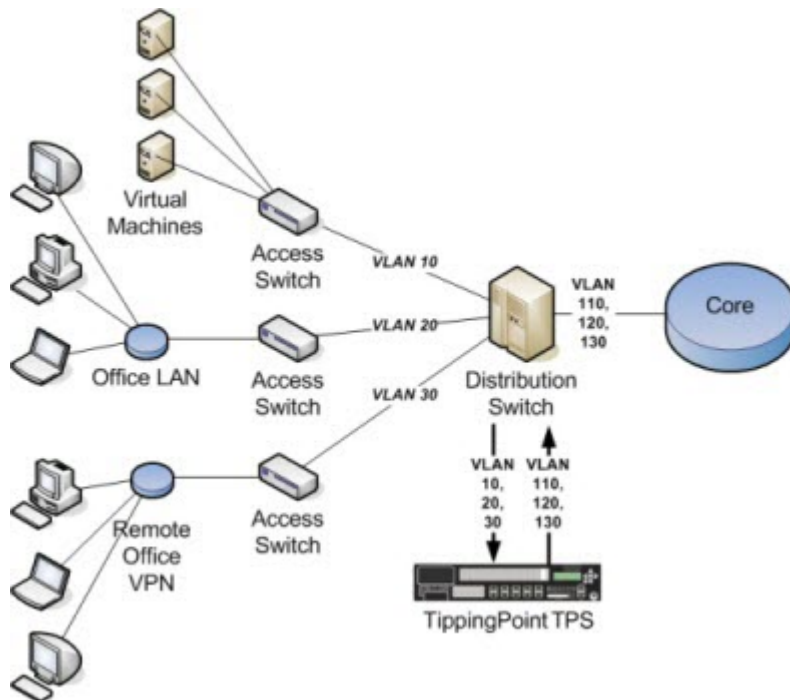 Virtual
Machines
Access
Switch
VLAN 10
VLAN
110,
120,
130
Core
Office LAN
Access
Switch
VLAN 20
Distribution
Switch
VLAN 30
Remote
Office
VPN
Access
Switch
VLAN
10,
20,
30
VLAN
110,
120,
130
TippingPoint TPS